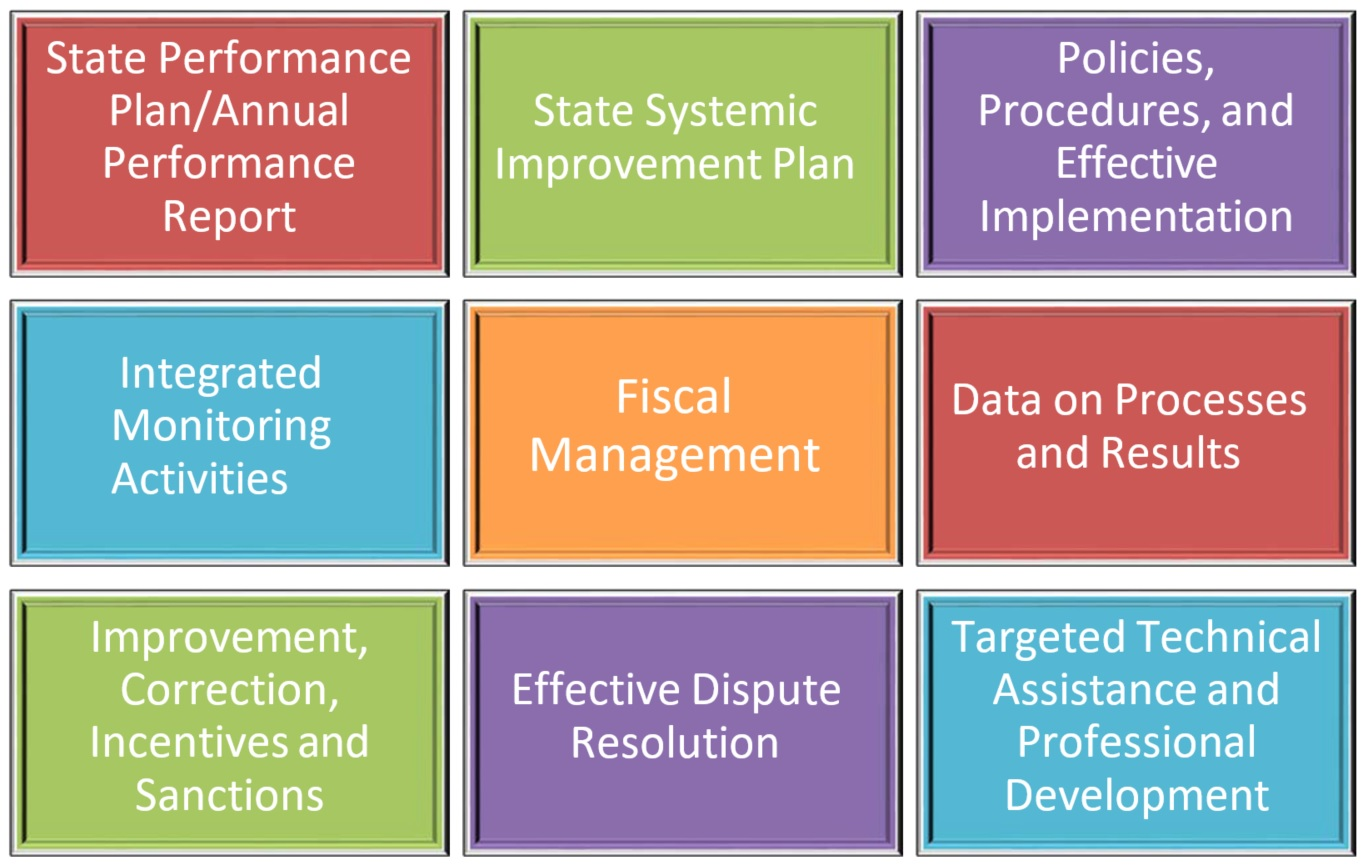 State Performance
Plan/Annual
Performance
Report
State Systemic
Improvement Plan
Policies,
Procedures, and
Effective
Implementation
Integrated
Monitoring
Activities
Fiscal
Management
Data on Processes
and Results
Improvement,
Correction,
Incentives and
Sanctions
Effective Dispute
Resolution
Targeted Technical
Assistance and
Professional
Development